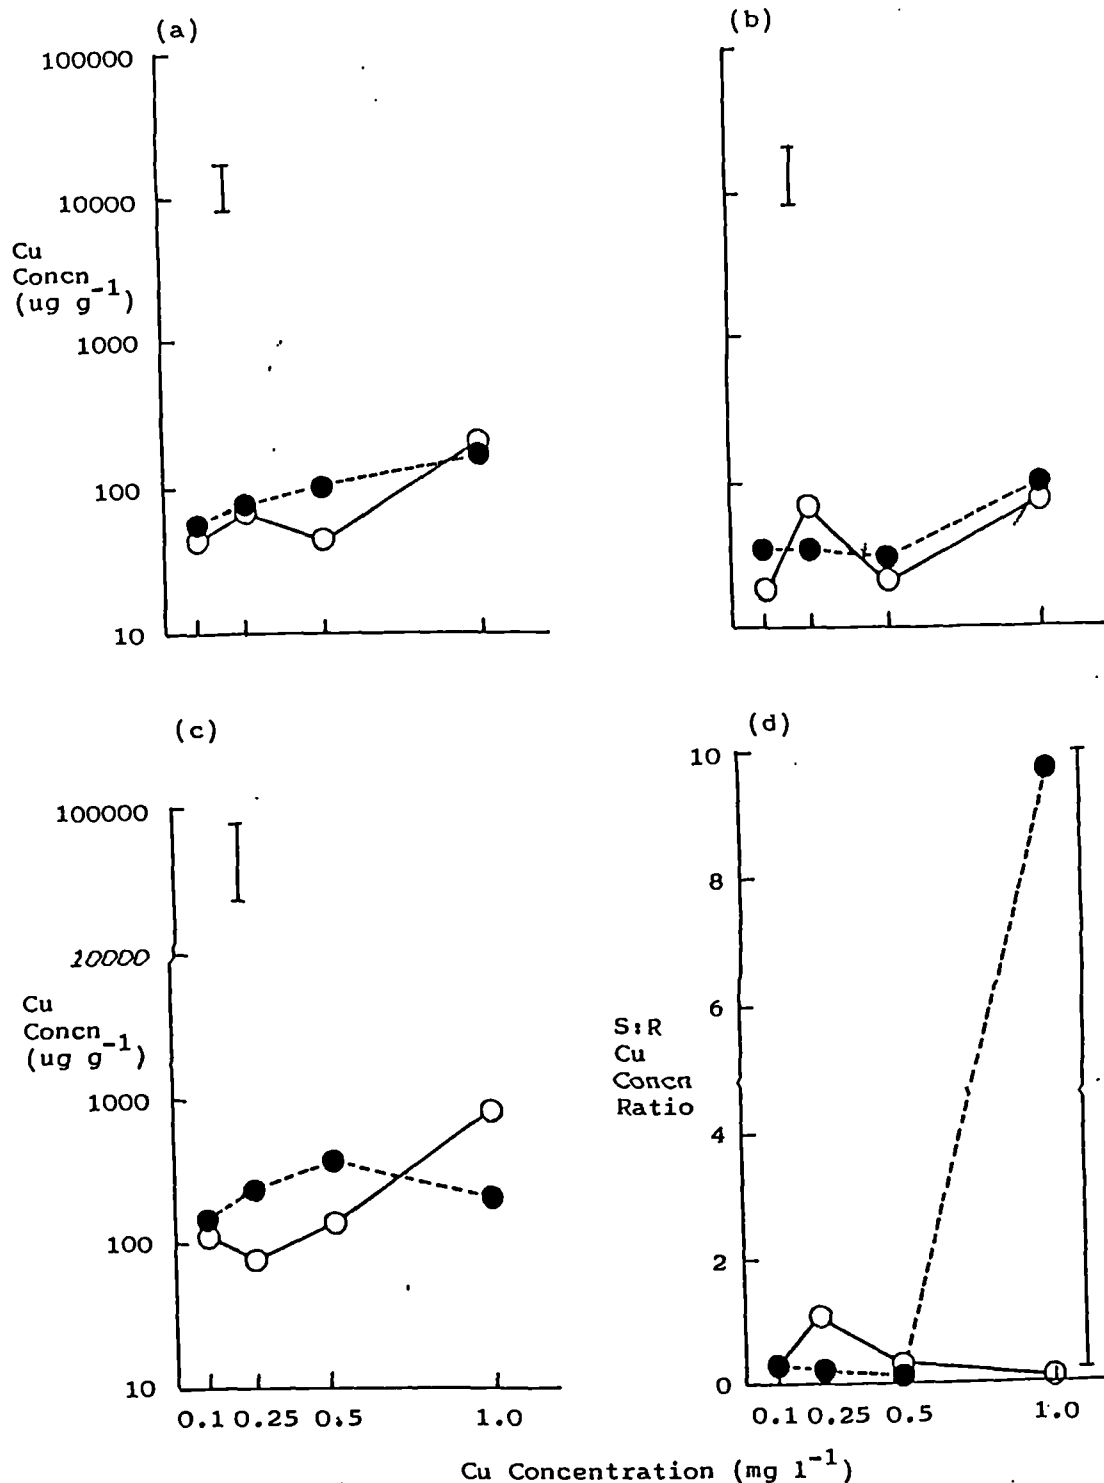 (a)
(b)
100000
10000
Cu
Concn
(ug g⁻¹)
1000
100
10
(c)
(d)
100000
10000
Cu
Concn
(ug g⁻¹)
1000
100
10
0.1 0.25 0.5 1.0
10
8
6
S:R
Cu
Concn
Ratio
4
2
0
0.1 0.25 0.5 1.0
Cu Concentration (mg l⁻¹)